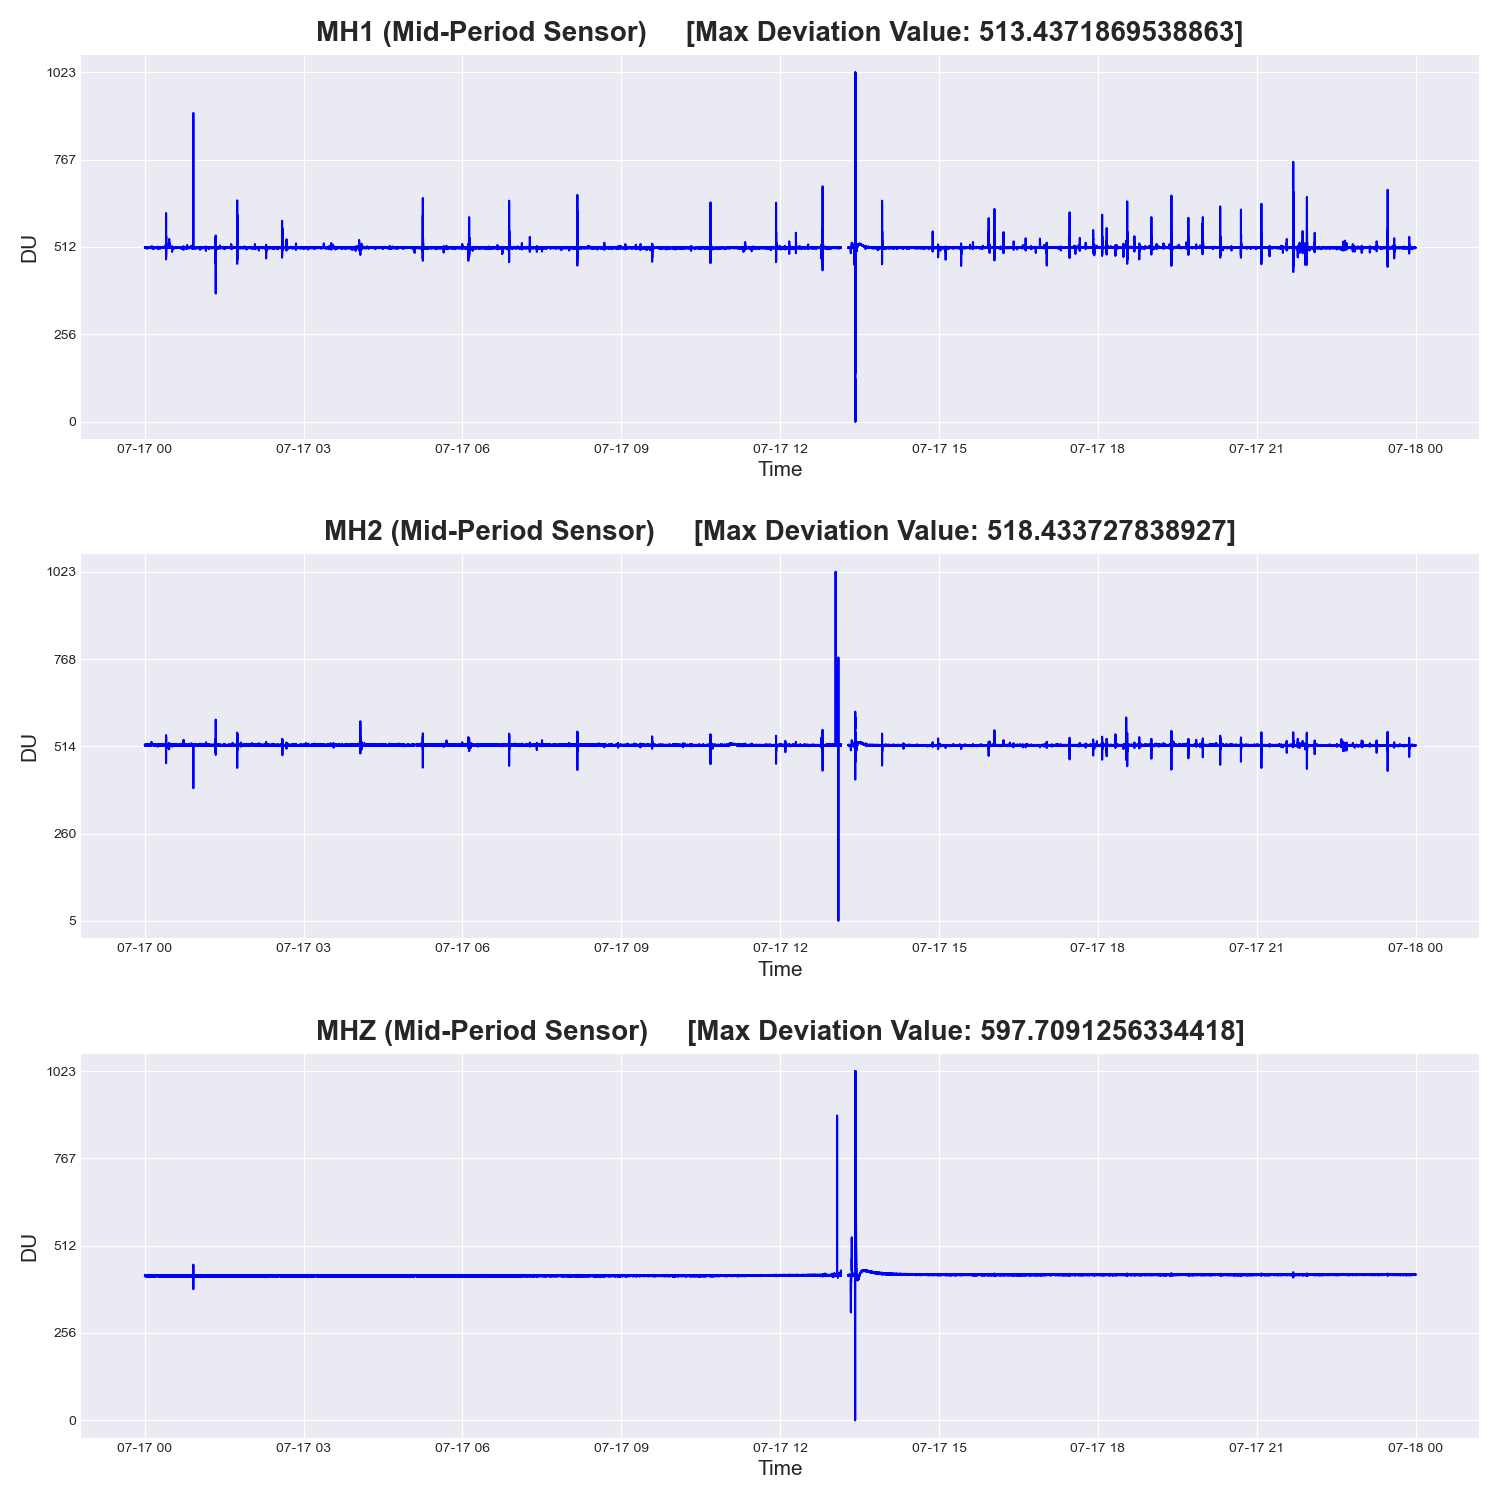 MH1 (Mid-Period Sensor) [Max Deviation Value: 513.4371869538863]
1023
767
512
256
0
DU
07-17 00 07-17 03 07-17 06 07-17 09 07-17 12 07-17 15 07-17 18 07-17 21 07-18 00
Time
MH2 (Mid-Period Sensor) [Max Deviation Value: 518.433727838927]
1023
768
514
260
5
DU
07-17 00 07-17 03 07-17 06 07-17 09 07-17 12 07-17 15 07-17 18 07-17 21 07-18 00
Time
MHZ (Mid-Period Sensor) [Max Deviation Value: 597.7091256334418]
1023
767
512
256
0
DU
07-17 00 07-17 03 07-17 06 07-17 09 07-17 12 07-17 15 07-17 18 07-17 21 07-18 00
Time